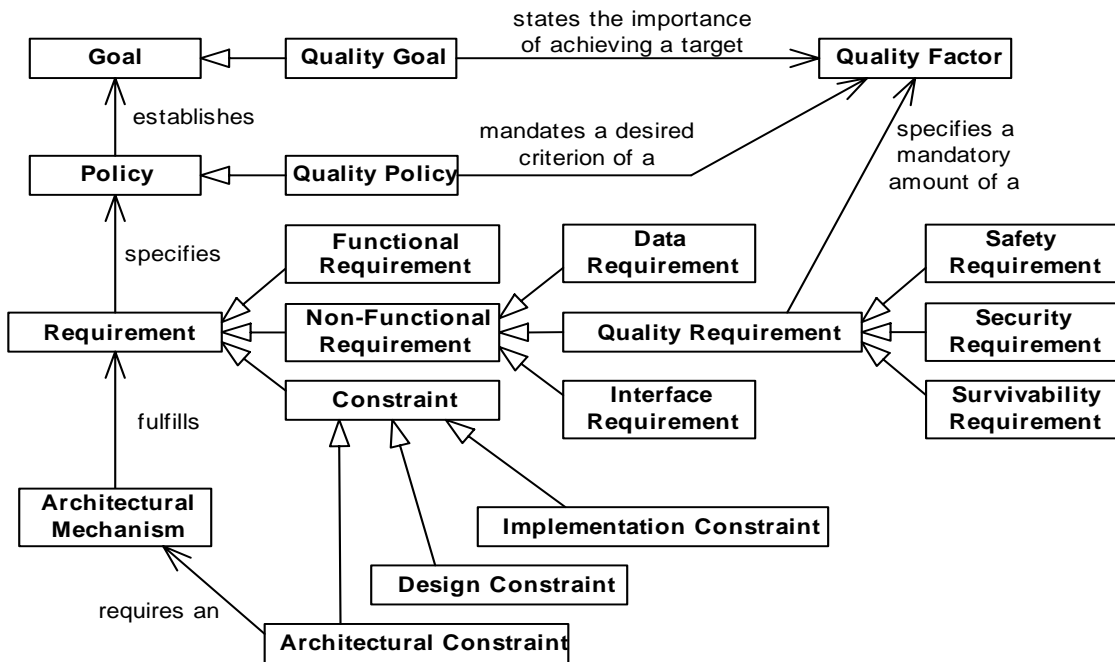 states the importance
of achieving a target
Goal
Quality Goal
Quality Factor
establishes
mandates a desired
criterion of a
specifies a
mandatory
amount of a
Policy
Quality Policy
specifies
Functional
Requirement
Data
Requirement
Safety
Requirement
Requirement
Non-Functional
Requirement
Quality Requirement
Security
Requirement
Constraint
Interface
Requirement
Survivability
Requirement
fulfills
Architectural
Mechanism
Implementation Constraint
Design Constraint
requires an
Architectural Constraint